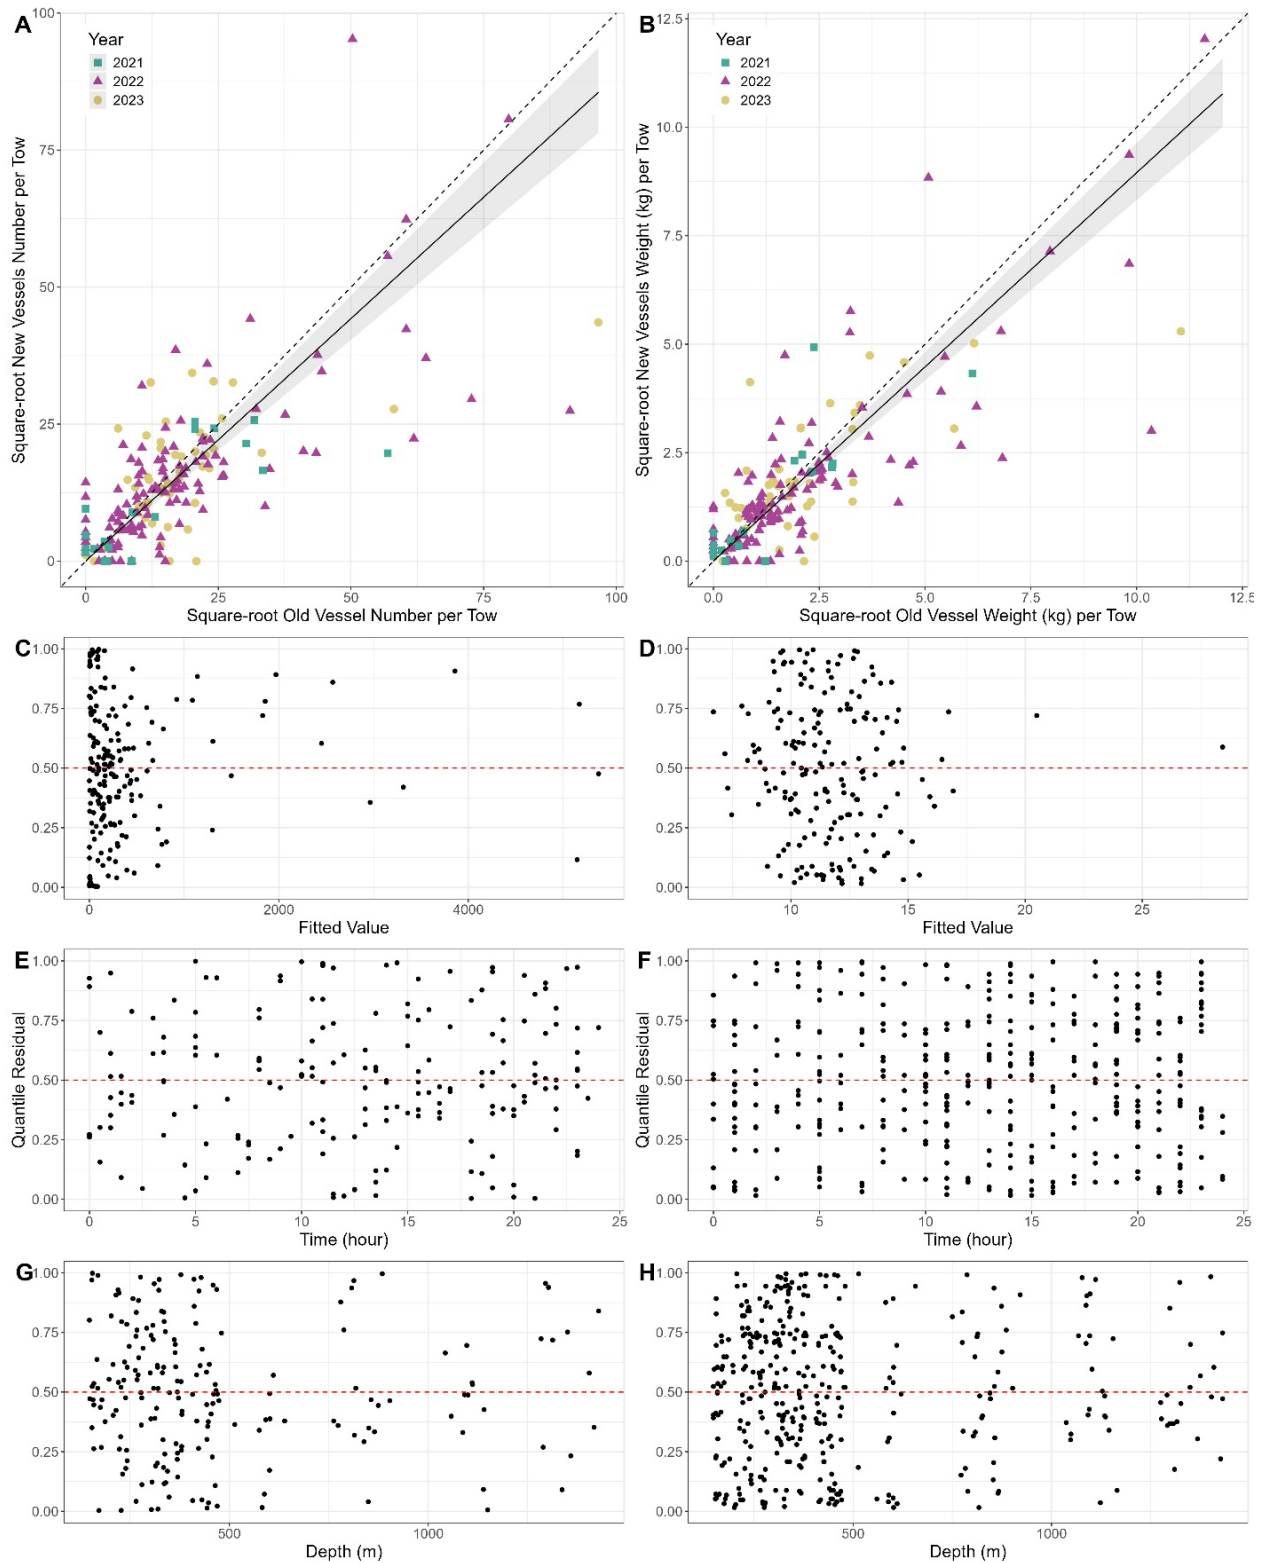 A
Year
2021
2022
2023
100
75
50
25
0
Square-root New Vessels Number per Tow
0 25 50 75 100
Square-root Old Vessel Number per Tow
B
Year
2021
2022
2023
12.5
10.0
7.5
5.0
2.5
0.0
Square-root New Vessels Weight (kg) per Tow
0.0 2.5 5.0 7.5 10.0 12.5
Square-root Old Vessel Weight (kg) per Tow
C
1.00
0.75
0.50
0.25
0.00
0 2000 4000
Fitted Value
D
1.00
0.75
0.50
0.25
0.00
10 15 20 25
Fitted Value
E
1.00
0.75
0.50
0.25
0.00
Quantile Residual
0 5 10 15 20 25
Time (hour)
F
1.00
0.75
0.50
0.25
0.00
Quantile Residual
0 5 10 15 20 25
Time (hour)
G
1.00
0.75
0.50
0.25
0.00
500 1000
Depth (m)
H
1.00
0.75
0.50
0.25
0.00
500 1000
Depth (m)